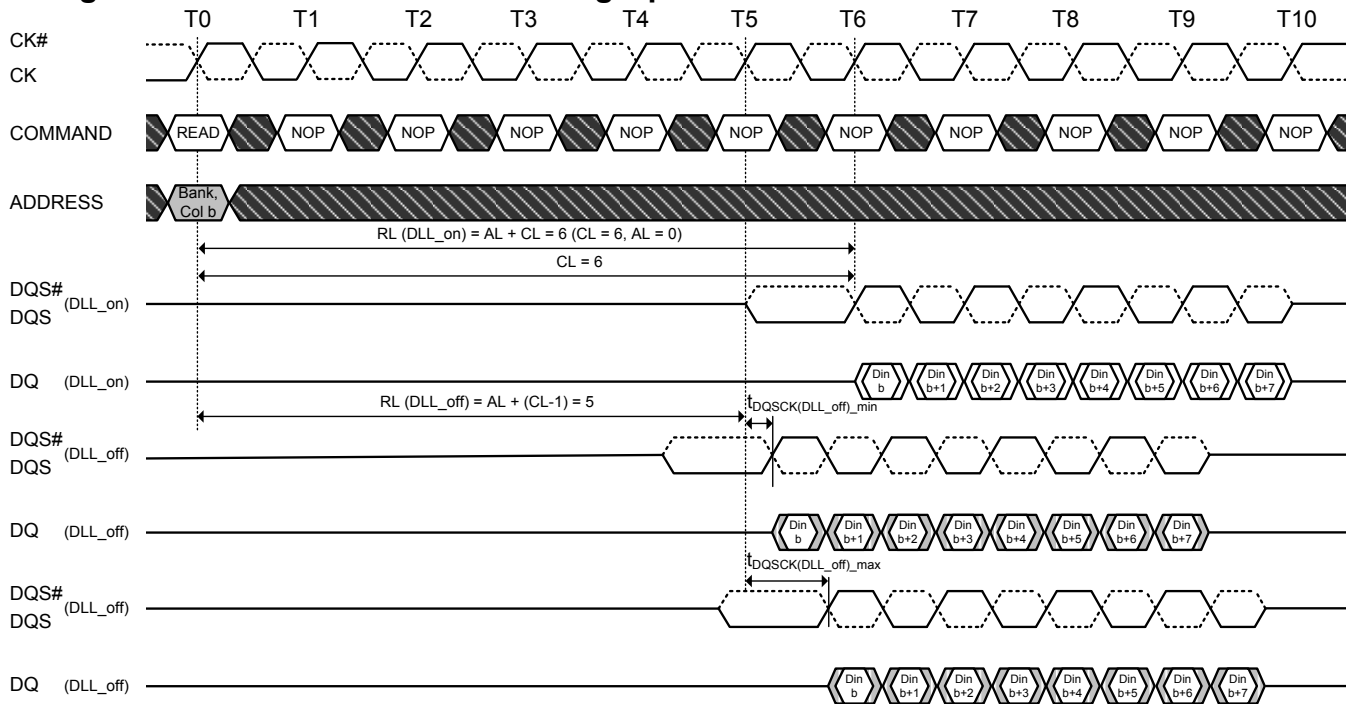 T0 T1 T2 T3 T4 T5 T6 T7 T8 T9 T10
CK#
CK
COMMAND READ NOP NOP NOP NOP NOP NOP NOP NOP NOP NOP
ADDRESS Bank,
Col b
RL (DLL_on) = AL + CL = 6 (CL = 6, AL = 0)
CL = 6
DQS# (DLL_on)
DQS
DQ (DLL_on) Din b Din b+1 Din b+2 Din b+3 Din b+4 Din b+5 Din b+6 Din b+7
RL (DLL_off) = AL + (CL-1) = 5 tDQSCK(DLL_off)_min
DQS# (DLL_off)
DQS
DQ (DLL_off) Din b Din b+1 Din b+2 Din b+3 Din b+4 Din b+5 Din b+6 Din b+7
tDQSCK(DLL_off)_max
DQS# (DLL_off)
DQS
DQ (DLL_off) Din b Din b+1 Din b+2 Din b+3 Din b+4 Din b+5 Din b+6 Din b+7